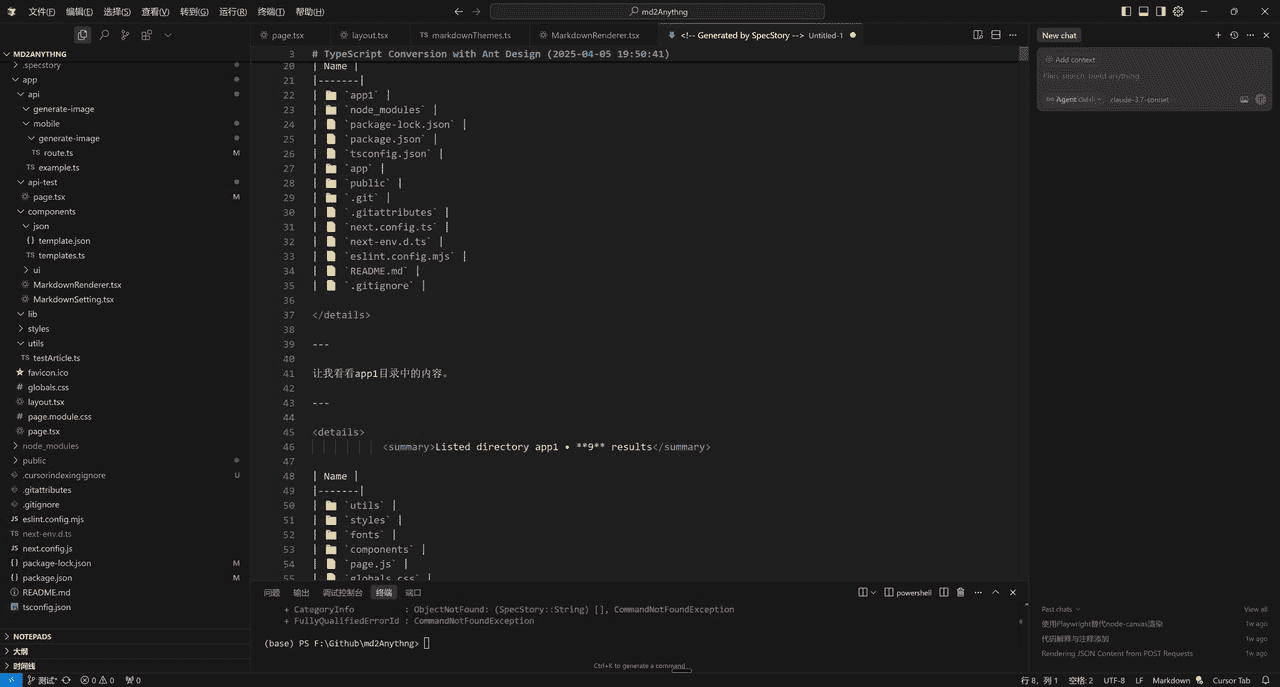 文件(F) 编辑(E) 选择(S) 查看(V) 转到(G) 运行(R) 终端(T) 帮助(H)
md2Anythng
MD2ANYTHNG
.specstory
app
api
generate-image
mobile
generate-image
route.ts M
example.ts
api-test
page.tsx M
components
json
template.json
templates.ts
ui
MarkdownRenderer.tsx
MarkdownSetting.tsx
lib
styles
utils
testArticle.ts
favicon.ico
globals.css
layout.tsx
page.module.css
page.tsx
node_modules
public
.cursorindexingignore U
.gitattributes
.gitignore
eslint.config.mjs
next-env.d.ts
next.config.js
package-lock.json M
package.json M
README.md
tsconfig.json
NOTEPADS
大纲
时间线
page.tsx layout.tsx markdownThemes.ts MarkdownRenderer.tsx <!-- Generated by SpecStory --> Untitled-1
3 # TypeScript Conversion with Ant Design (2025-04-05 19:50:41)
20 | Name |
21 |-------|
22 | `app1` |
23 | `node_modules` |
24 | `package-lock.json` |
25 | `package.json` |
26 | `tsconfig.json` |
27 | `app` |
28 | `public` |
29 | `.git` |
30 | `.gitattributes` |
31 | `next.config.ts` |
32 | `next-env.d.ts` |
33 | `eslint.config.mjs` |
34 | `README.md` |
35 | `.gitignore` |
36
37 </details>
38
39 ---
40
41 让我看看app1目录中的内容。
42
43 ---
44
45 <details>
46 <summary>Listed directory app1 • **9** results</summary>
47
48 | Name |
49 |-------|
50 | `utils` |
51 | `styles` |
52 | `fonts` |
53 | `components` |
54 | `page.js` |
55 | `globals.css` |
问题 输出 调试控制台 终端 端口 powershell
+ CategoryInfo : ObjectNotFound: (SpecStory::String) [], CommandNotFoundException
+ FullyQualifiedErrorId : CommandNotFoundException
(base) PS F:\Github\md2Anythng>
Ctrl+K to generate a command
New chat
Add context
Plan, search, build anything
Agent claude-3.7-sonnet
Past chats View all
使用Playwright替代node-canvas渲染 1w ago
代码解释与注释添加 1w ago
Rendering JSON Content from POST Requests 1w ago
测试* 0 0 0 行 8，列 1 空格: 2 UTF-8 LF Markdown Cursor Tab